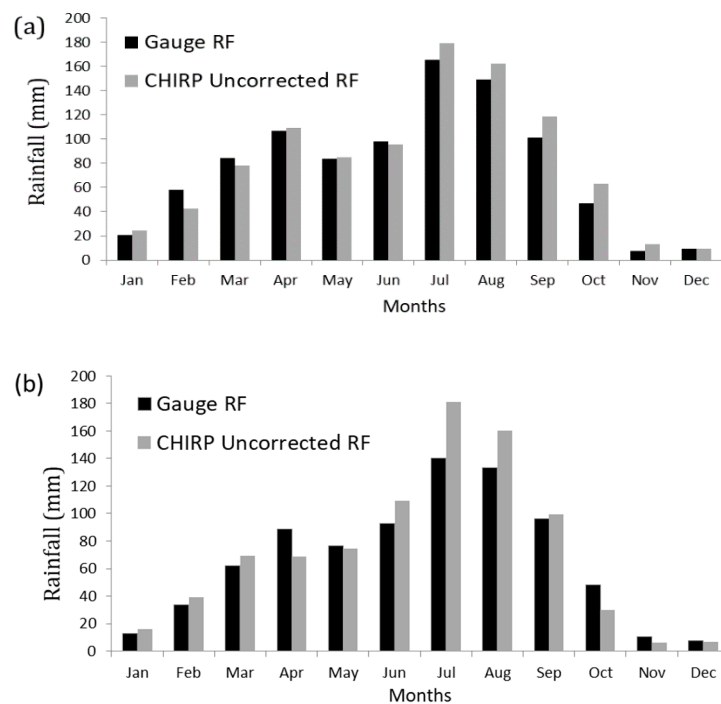 (a)
200
180
160
140
120
100
80
60
40
20
0
Rainfall (mm)
Gauge RF
CHIRP Uncorrected RF
Jan Feb Mar Apr May Jun Jul Aug Sep Oct Nov Dec
Months
(b)
200
180
160
140
120
100
80
60
40
20
0
Rainfall (mm)
Gauge RF
CHIRP Uncorrected RF
Jan Feb Mar Apr May Jun Jul Aug Sep Oct Nov Dec
Months